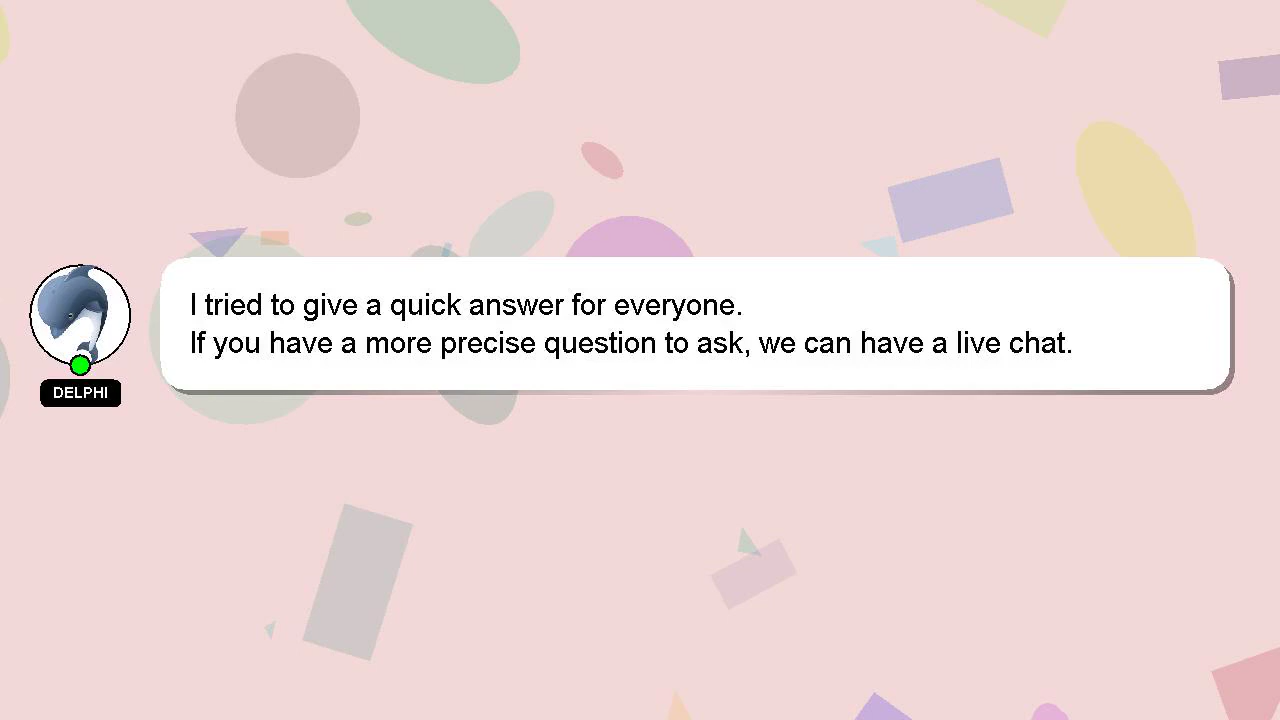 I tried to give a quick answer for everyone.
If you have a more precise question to ask, we can have a live chat.
DELPHI